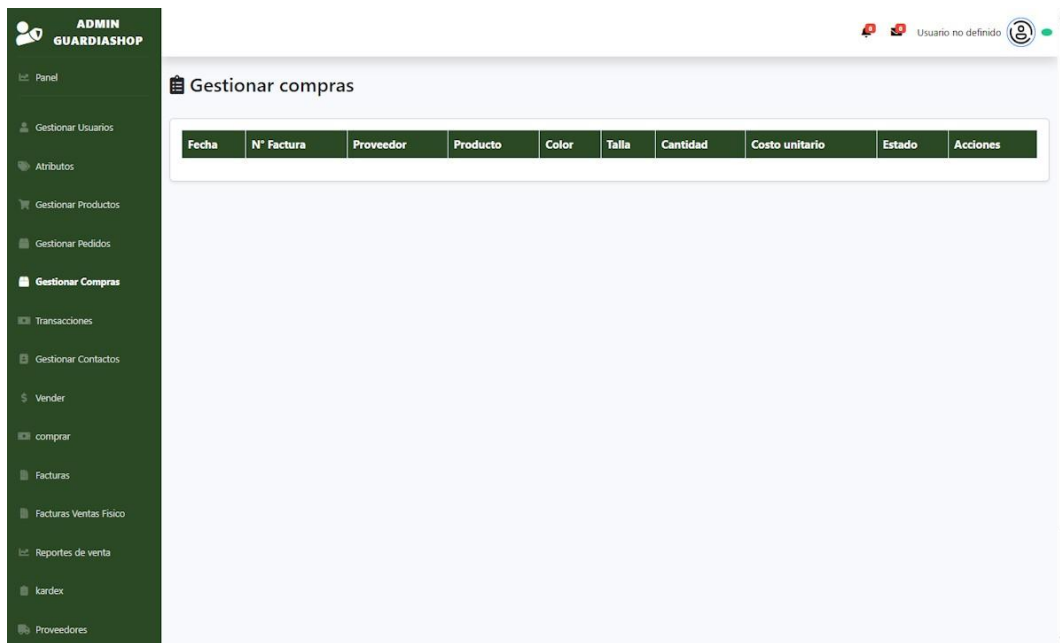 ADMIN
GUARDIASHOP
Usuario no definido
Panel
Gestionar compras
Gestionar Usuarios
Fecha N° Factura Proveedor Producto Color Talla Cantidad Costo unitario Estado Acciones
Atributos
Gestionar Productos
Gestionar Pedidos
Gestionar Compras
Transacciones
Gestionar Contactos
Vender
comprar
Facturas
Facturas Ventas Fisico
Reportes de venta
kardex
Proveedores